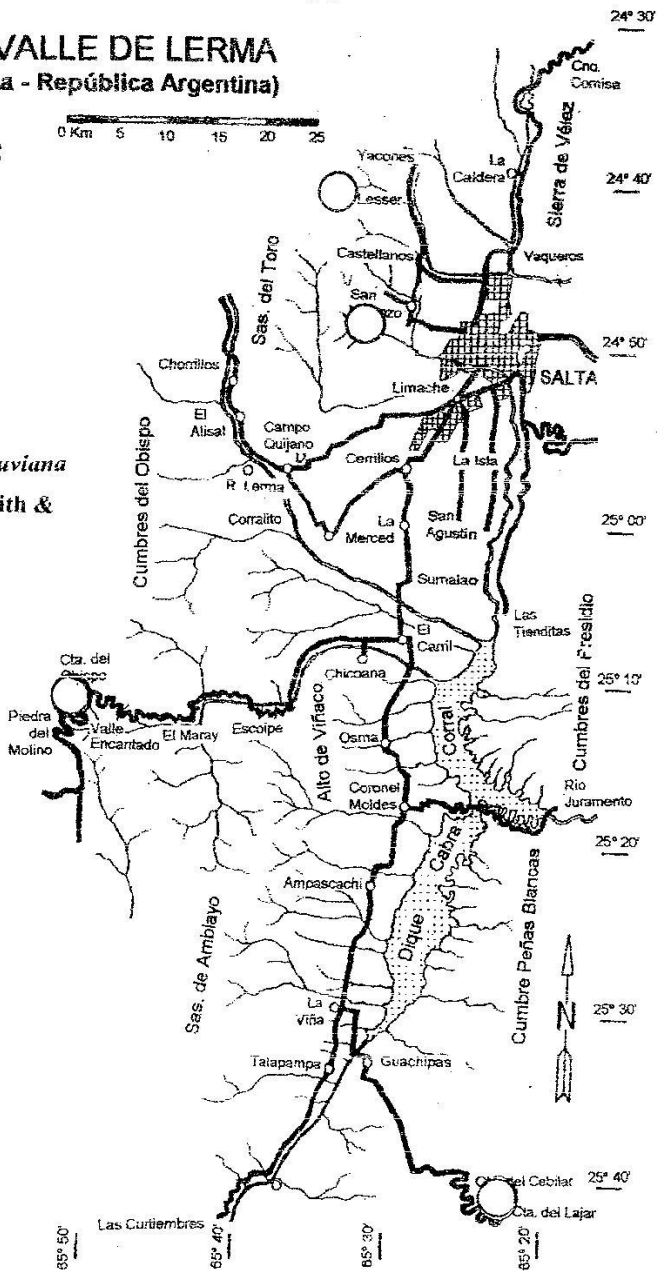 24° 30'
VALLE DE LERMA
a - República Argentina)
0 Km 5 10 15 20 25
Cno.
Cornisa
Yacones
La
Caldera
Sierra de Vélez
24° 40'
Lesser
Castellanos
Vaqueros
Sas. del Toro
San
nzo
24° 50'
Chorrillos
Limache
SALTA
El
Alisal
Campo
Quijano
Cerrillos
La Isla
uviana
R. Lerma
ith &
Cumbres del Obispo
Corralito
La
Merced
San
Agustín
25° 00'
Sumalao
Las
Tienditas
El
Carril
Cumbres del Presidio
Cta. del
Chicoana
25° 10'
Piedra
del
Molino
Valle
Encantado
El Maray
Escoipe
Alto de Viñaco
Osma
Corral
Coronel
Moldes
Río
Juramento
Cabra
25° 20'
Ampascachi
Dique
Sas. de Amblayo
Cumbre Peñas Blancas
La
Viña
N
25° 30'
Talapampa
Guachipas
del Cebilar
25° 40'
Cta. del Lajar
Las Curtiembres
65° 50'
65° 40'
65° 30'
65° 20'